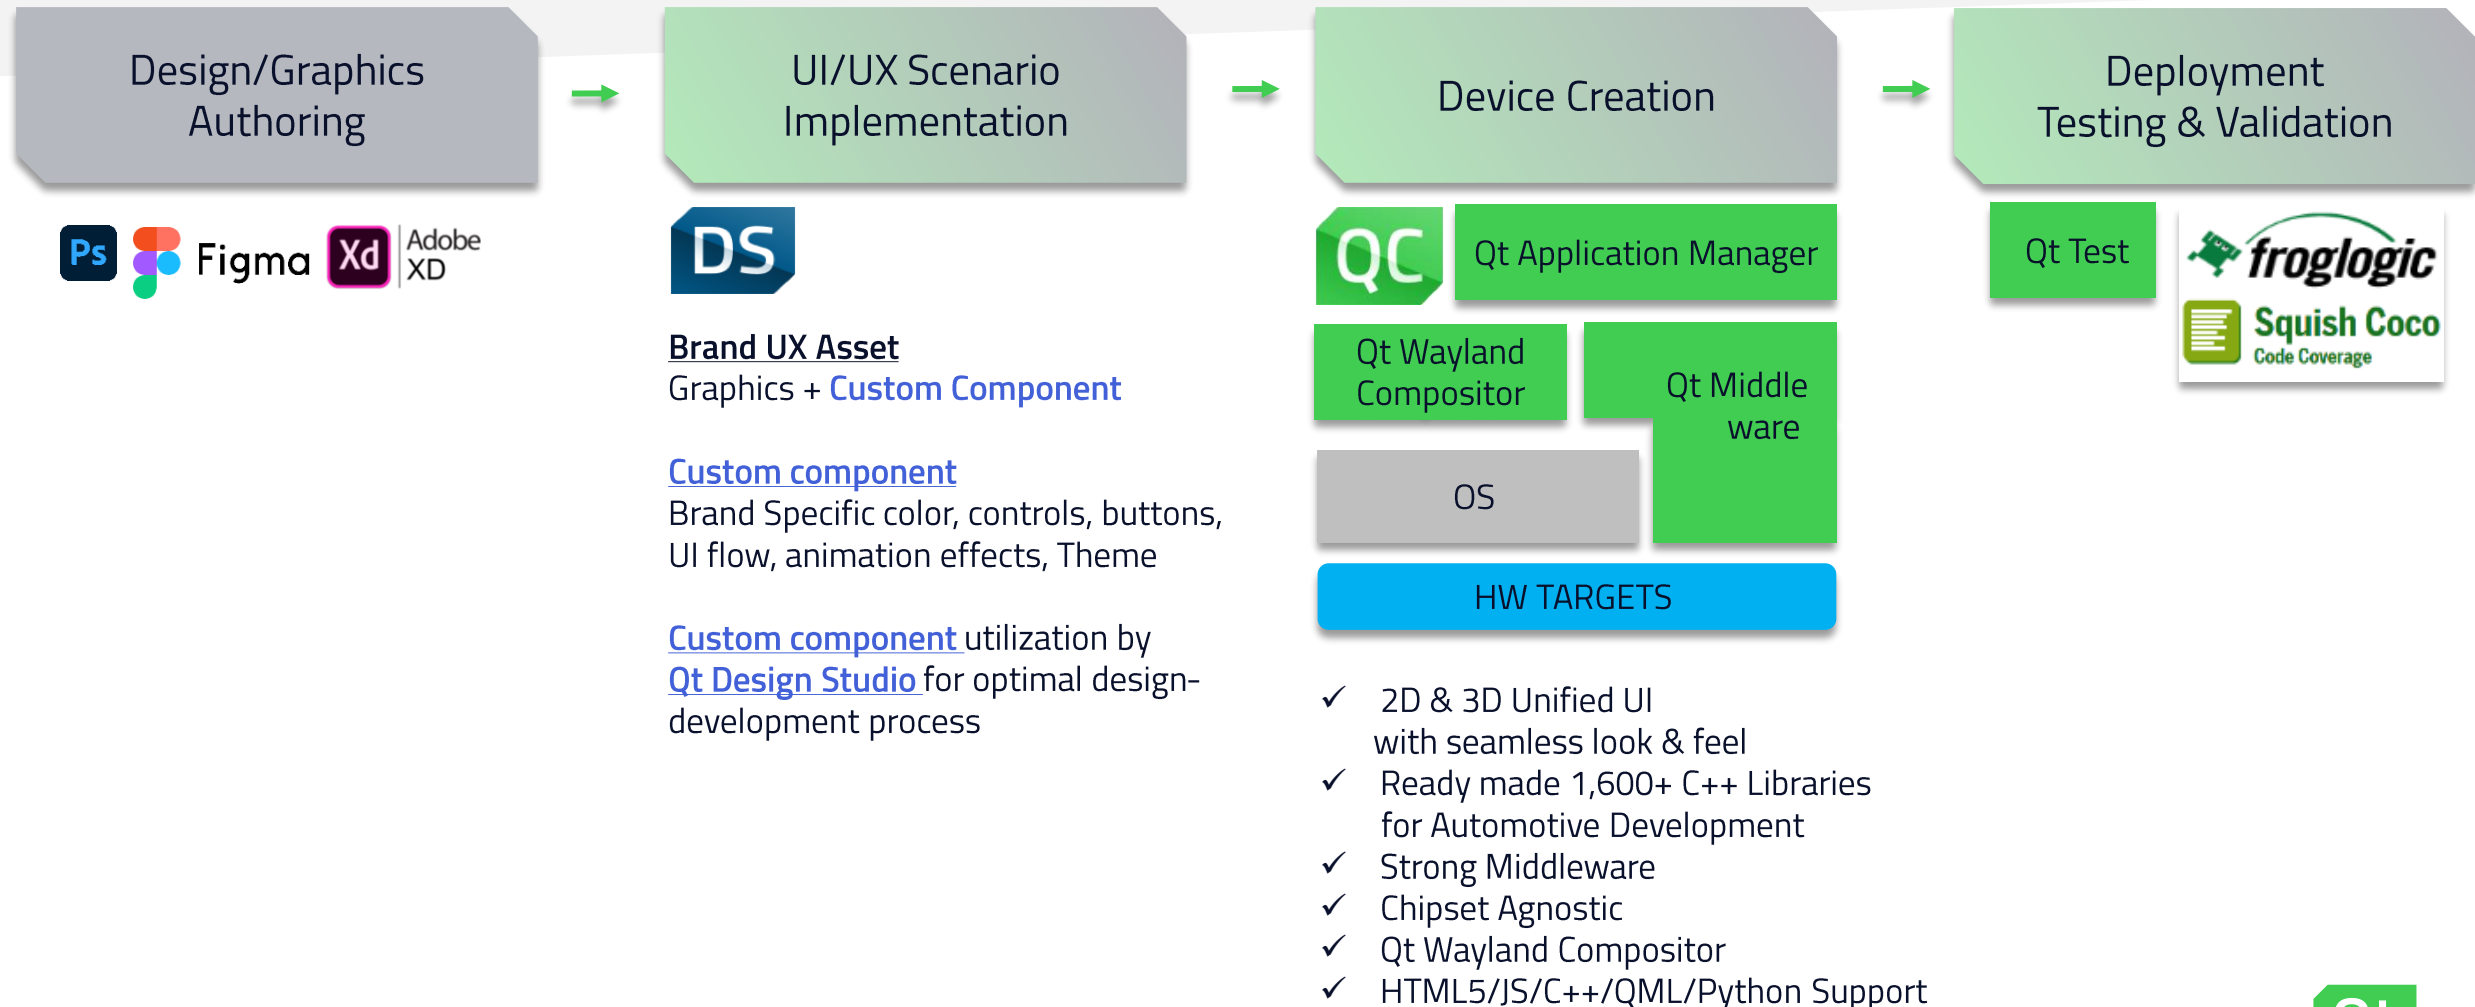 Design/Graphics
Authoring
UI/UX Scenario
Implementation
Device Creation
Deployment
Testing & Validation
Ps
Figma
Xd
Adobe
XD
DS
Brand UX Asset
Graphics + Custom Component
Custom component
Brand Specific color, controls, buttons,
UI flow, animation effects, Theme
Custom component utilization by
Qt Design Studio for optimal design-
development process
QC
Qt Application Manager
Qt Wayland
Compositor
Qt Middle
ware
OS
HW TARGETS
✓ 2D & 3D Unified UI
with seamless look & feel
✓ Ready made 1,600+ C++ Libraries
for Automotive Development
✓ Strong Middleware
✓ Chipset Agnostic
✓ Qt Wayland Compositor
✓ HTML5/JS/C++/QML/Python Support
Qt Test
froglogic
Squish Coco
Code Coverage